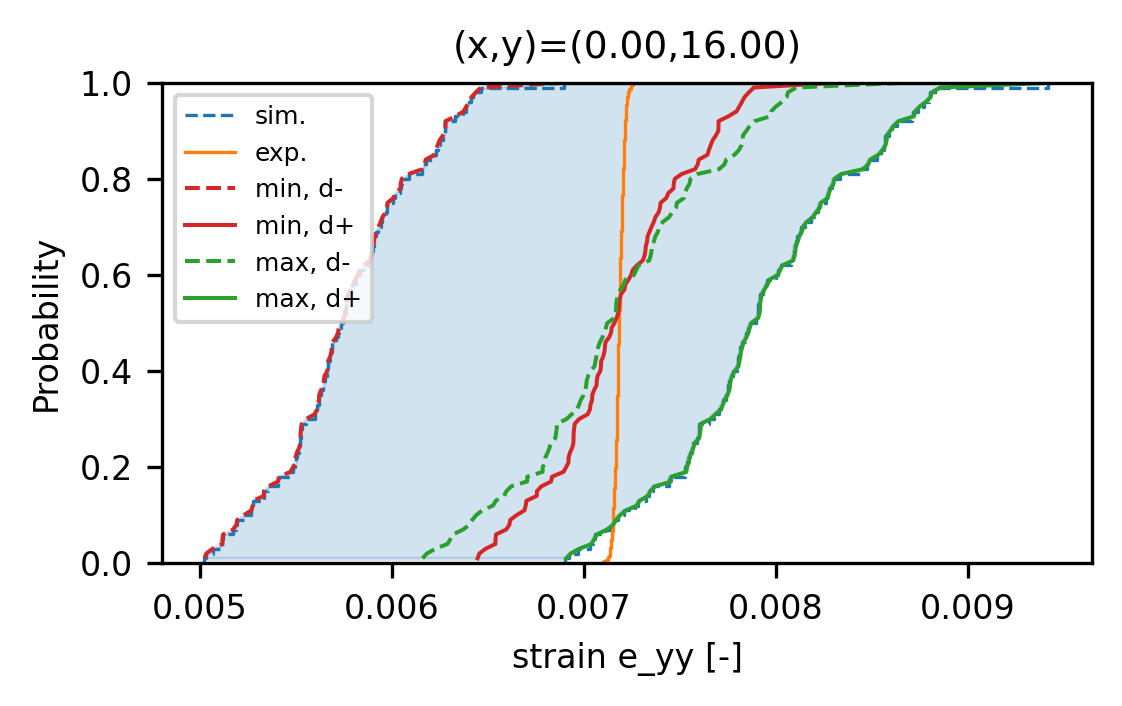 (x,y)=(0.00,16.00)
1.0
0.8
0.6
0.4
0.2
0.0
Probability
sim.
exp.
min, d-
min, d+
max, d-
max, d+
0.005 0.006 0.007 0.008 0.009
strain e_yy [-]